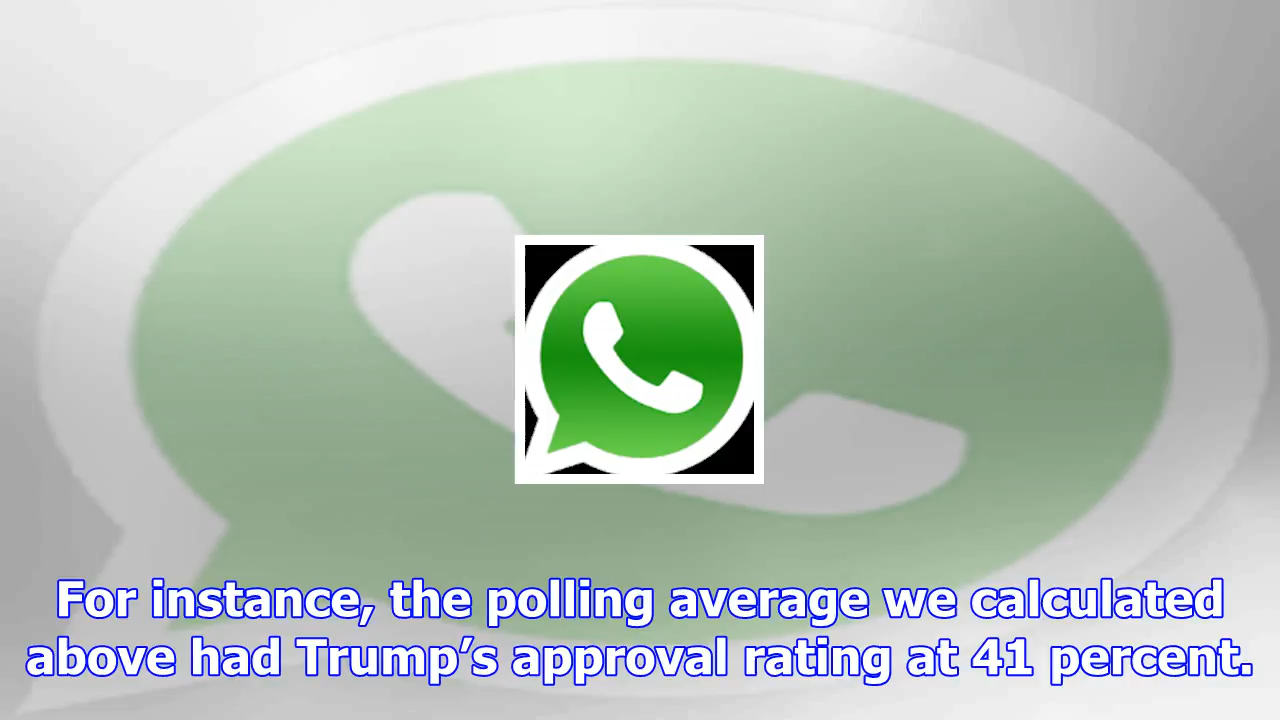 For instance, the polling average we calculated
above had Trump’s approval rating at 41 percent.